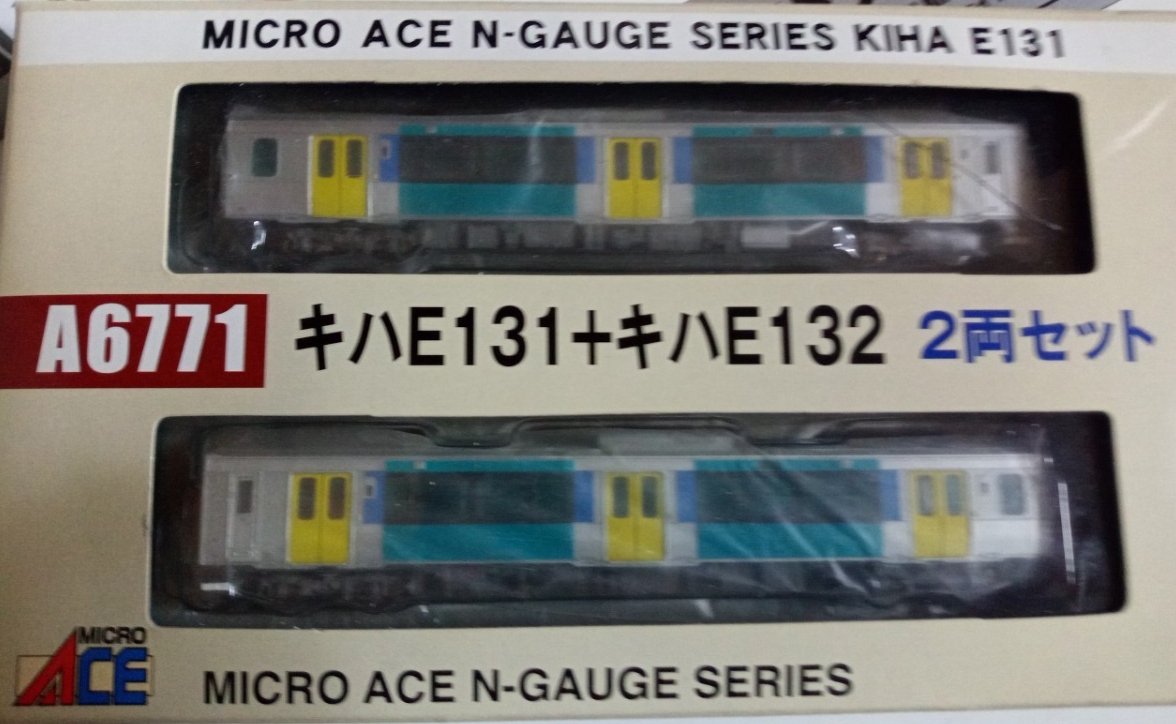 MICRO ACE N-GAUGE SERIES KIHA E131
A6771 キハE131+キハE132 2両セット
MICRO
ACE
MICRO ACE N-GAUGE SERIES